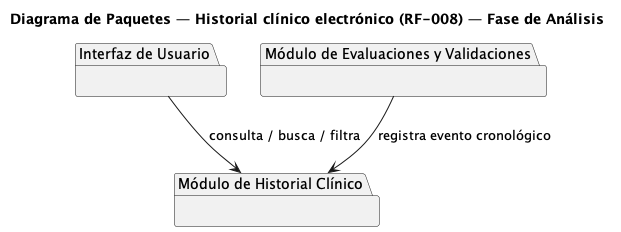 Diagrama de Paquetes — Historial clínico electrónico (RF-008) — Fase de Análisis
Interfaz de Usuario
Módulo de Evaluaciones y Validaciones
consulta / busca / filtra
registra evento cronológico
Módulo de Historial Clínico